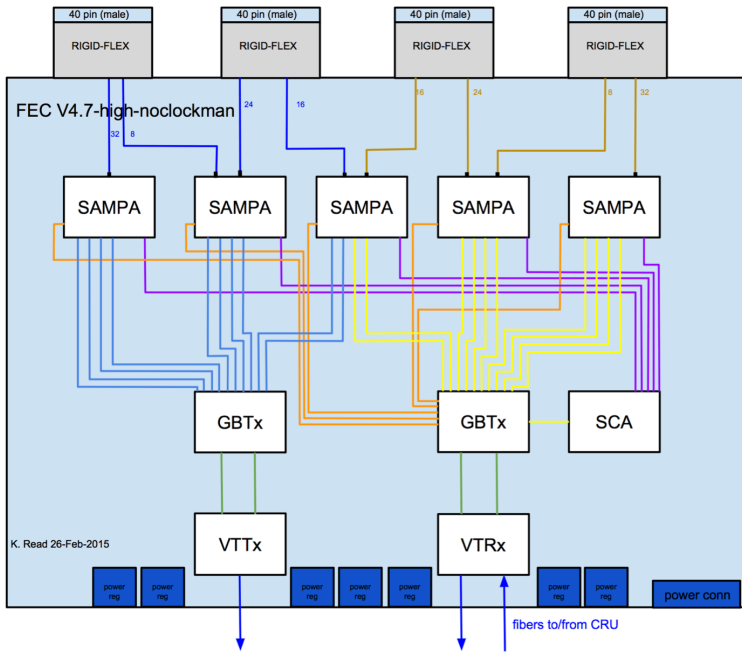 40 pin (male)
40 pin (male)
40 pin (male)
40 pin (male)
RIGID-FLEX
RIGID-FLEX
RIGID-FLEX
RIGID-FLEX
16
24
8
32
24
16
FEC V4.7-high-noclockman
32
8
SAMPA
SAMPA
SAMPA
SAMPA
SAMPA
GBTx
GBTx
SCA
VTTx
VTRx
K. Read 26-Feb-2015
power
reg
power
reg
power
reg
power
reg
power
reg
power
reg
power
reg
power conn
fibers to/from CRU